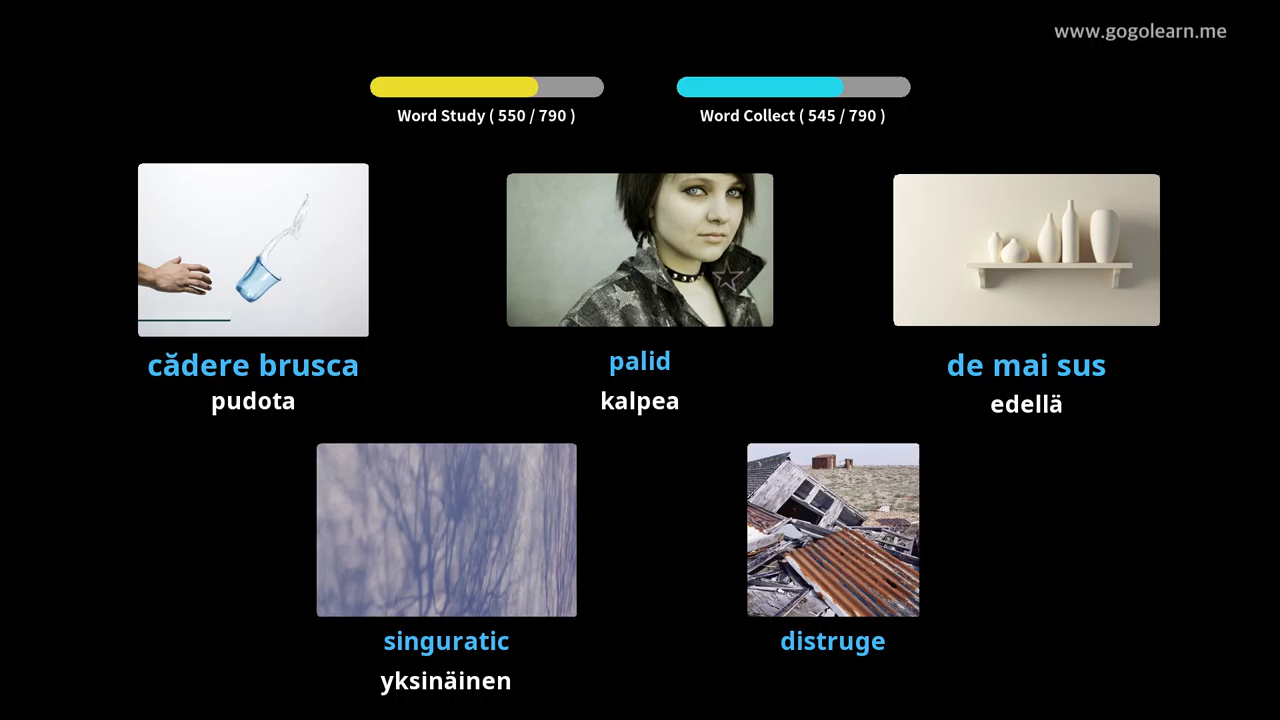 www.gogolearn.me
Word Study ( 550 / 790 )
Word Collect ( 545 / 790 )
cădere brusca
pudota
palid
kalpea
de mai sus
edellä
singuratic
yksinäinen
distruge